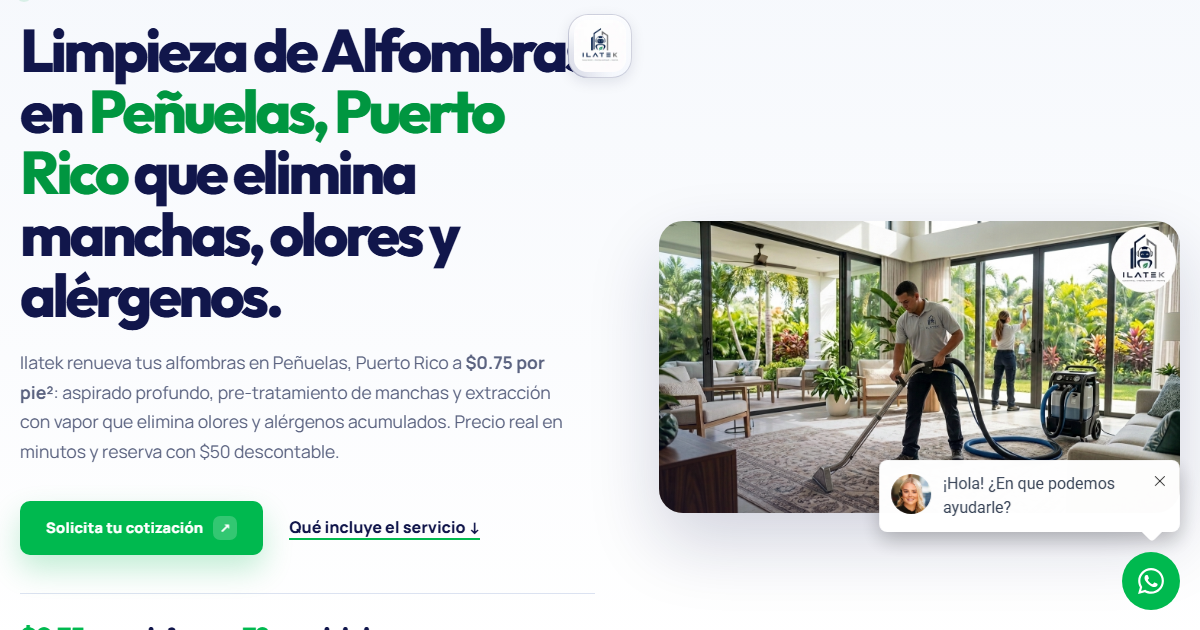 Limpieza de Alfombras
en Peñuelas, Puerto
Rico que elimina
manchas, olores y
alérgenos.
ILATEK
Ilatek renueva tus alfombras en Peñuelas, Puerto Rico a $0.75 por
pie²: aspirado profundo, pre-tratamiento de manchas y extracción
con vapor que elimina olores y alérgenos acumulados. Precio real en
minutos y reserva con $50 descontable.
Solicita tu cotización ↗
Qué incluye el servicio ↓
ILATEK
¡Hola! ¿En que podemos
ayudarle?